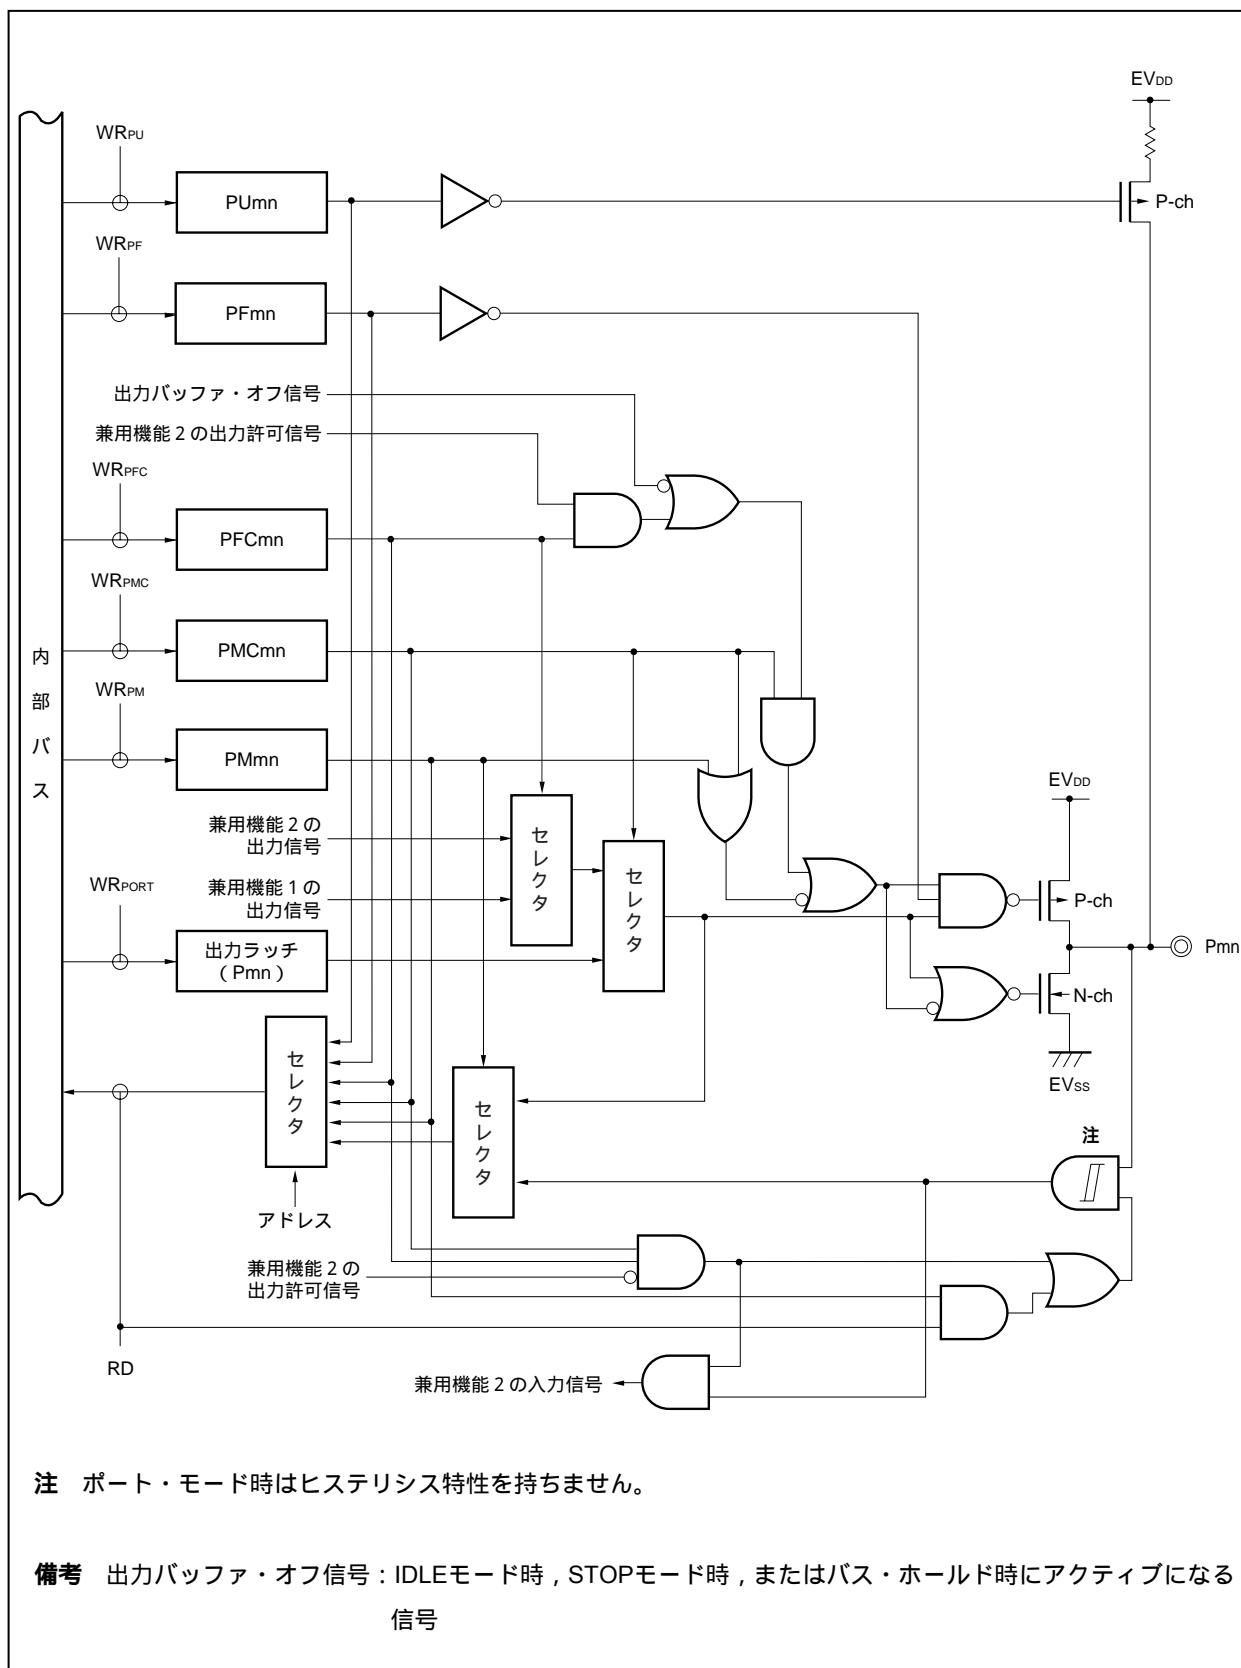 EVDD
WRPU
PUmn
P-ch
WRPF
PFmn
出力バッファ・オフ信号
兼用機能2の出力許可信号
WRPFC
PFCmn
WRPMC
PMCmn
内部バス
WRPM
PMmn
EVDD
兼用機能2の
出力信号
セレクタ
セレクタ
WRPORT
兼用機能1の
出力信号
P-ch
出力ラッチ
(Pmn)
Pmn
N-ch
セレクタ
セレクタ
EVSS
注
アドレス
兼用機能2の
出力許可信号
RD
兼用機能2の入力信号
注 ポート・モード時はヒステリシス特性を持ちません。
備考 出力バッファ・オフ信号:IDLEモード時,STOPモード時,またはバス・ホールド時にアクティブになる
信号